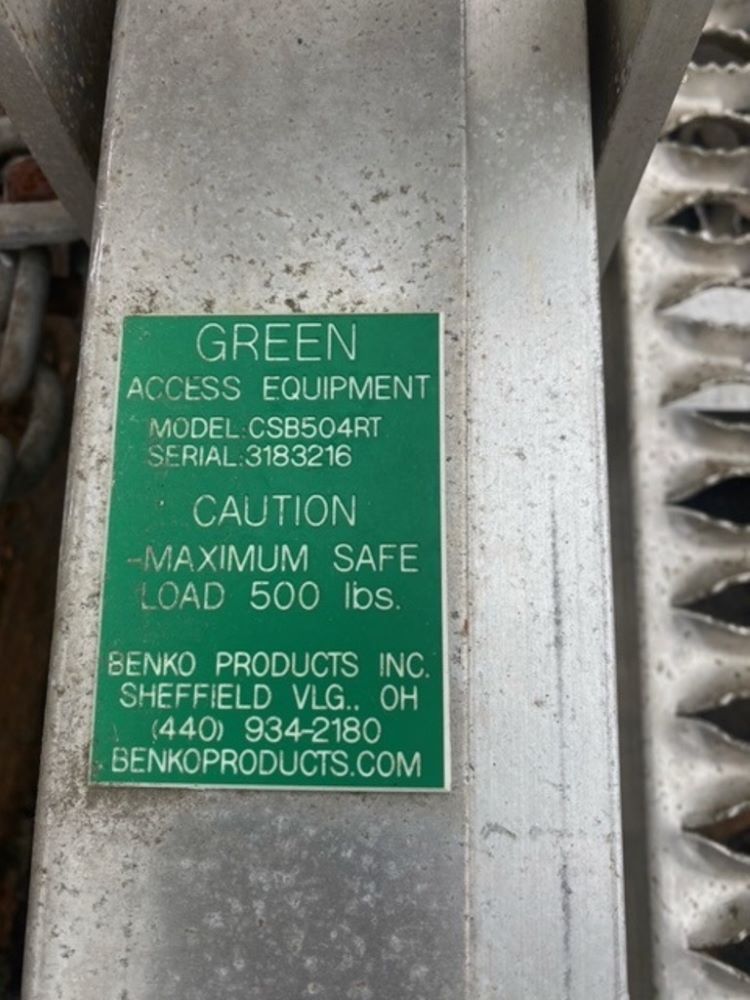 GREEN
ACCESS EQUIPMENT
MODEL:CSB504RT
SERIAL:3183216
CAUTION
-MAXIMUM SAFE
LOAD 500 lbs.
BENKO PRODUCTS INC.
SHEFFIELD VLG., OH
(440) 934-2180
BENKOPRODUCTS.COM